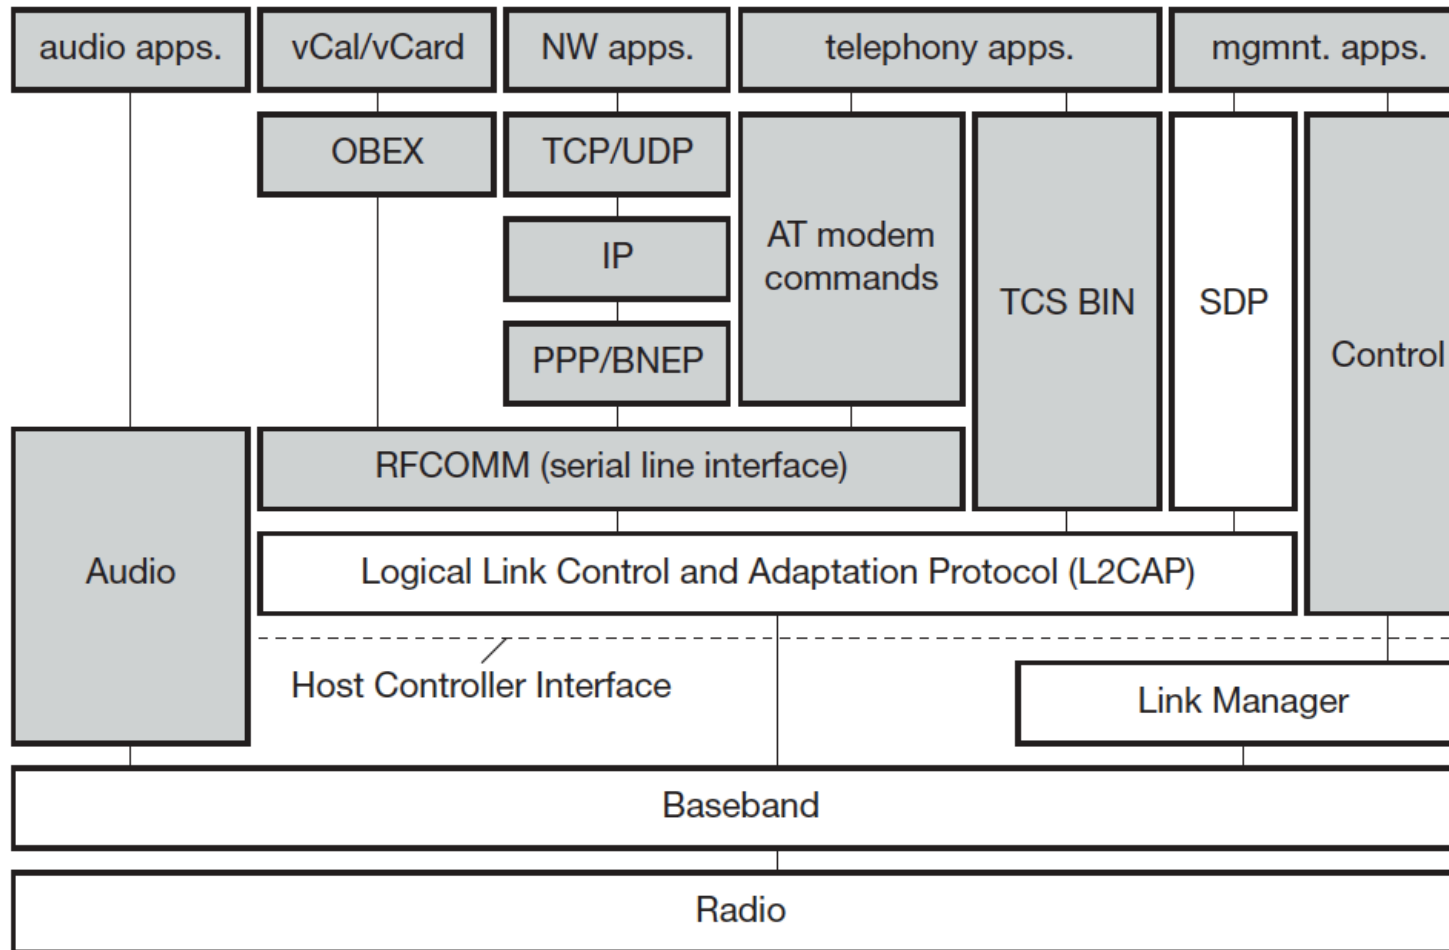 audio apps.
vCal/vCard
NW apps.
telephony apps.
mgmnt. apps.
OBEX
TCP/UDP
AT modem
commands
TCS BIN
SDP
Control
IP
PPP/BNEP
RFCOMM (serial line interface)
Audio
Logical Link Control and Adaptation Protocol (L2CAP)
Host Controller Interface
Link Manager
Baseband
Radio